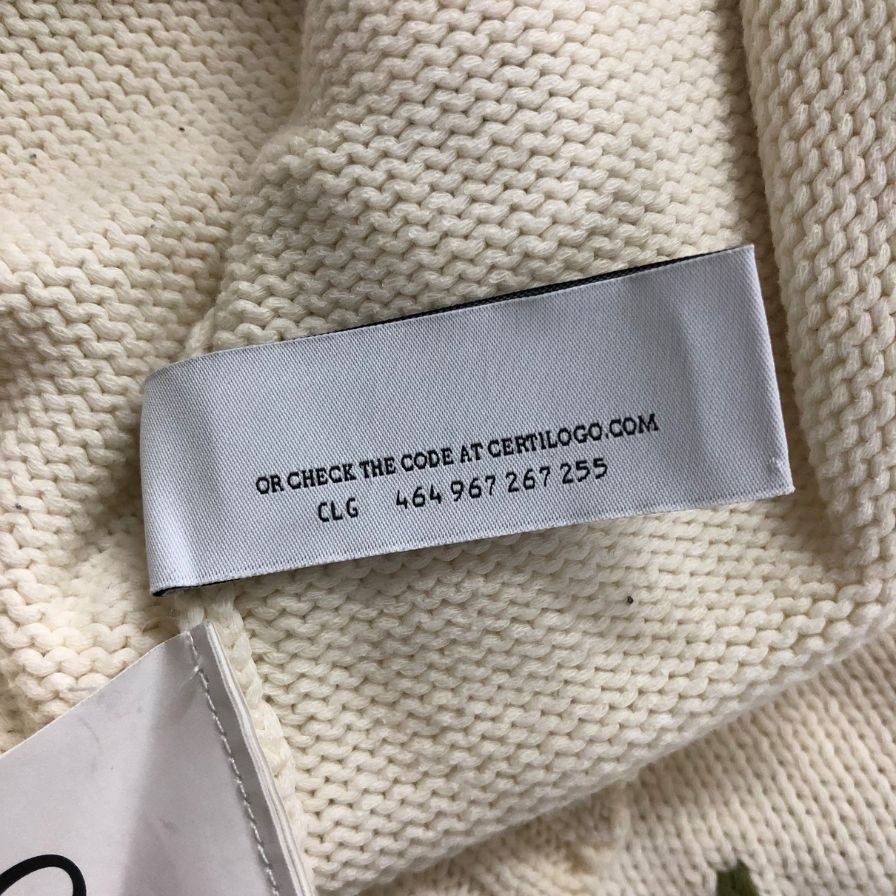 OR CHECK THE CODE AT CERTILOGO.COM
CLG 464 967 267 255